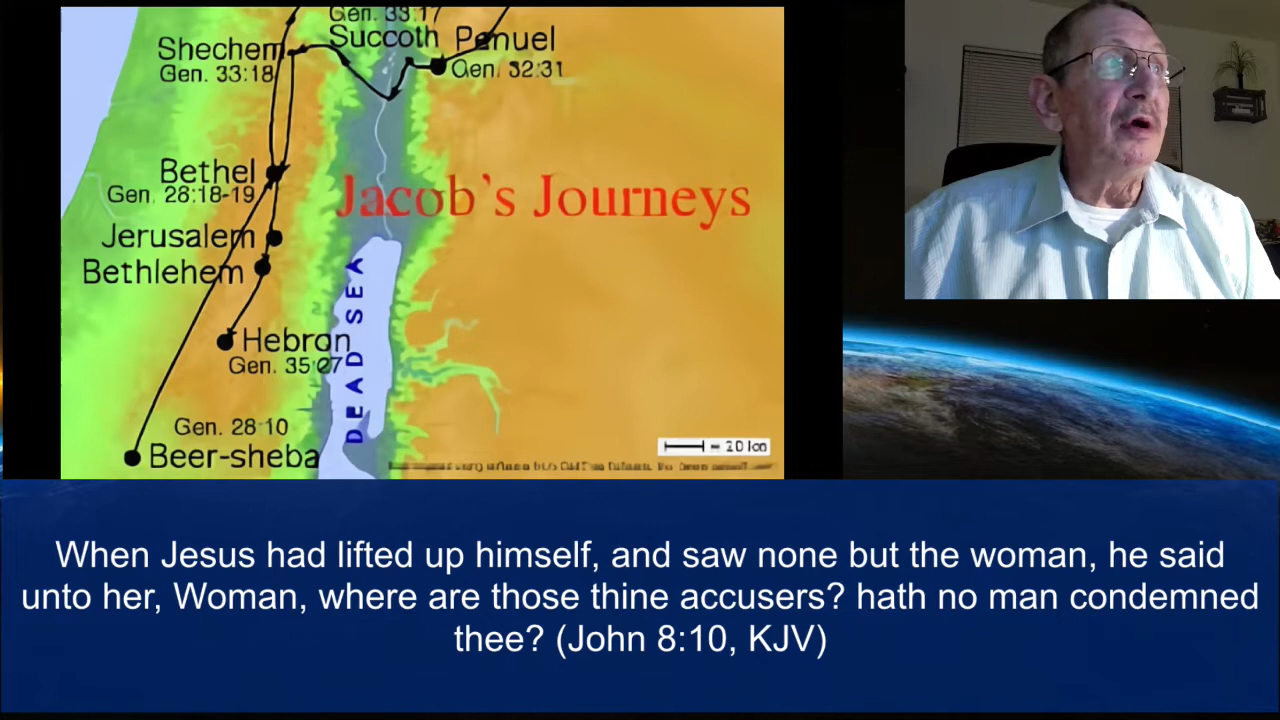 Gen. 33:17
Succoth
Penuel
Gen. 32:31
Shechem
Gen. 33:18
Bethel
Gen. 28:18-19
Jacob's Journeys
Jerusalem
Bethlehem
DEAD SEA
Hebron
Gen. 35:27
Gen. 28:10
Beer-sheba
When Jesus had lifted up himself, and saw none but the woman, he said
unto her, Woman, where are those thine accusers? hath no man condemned
thee? (John 8:10, KJV)